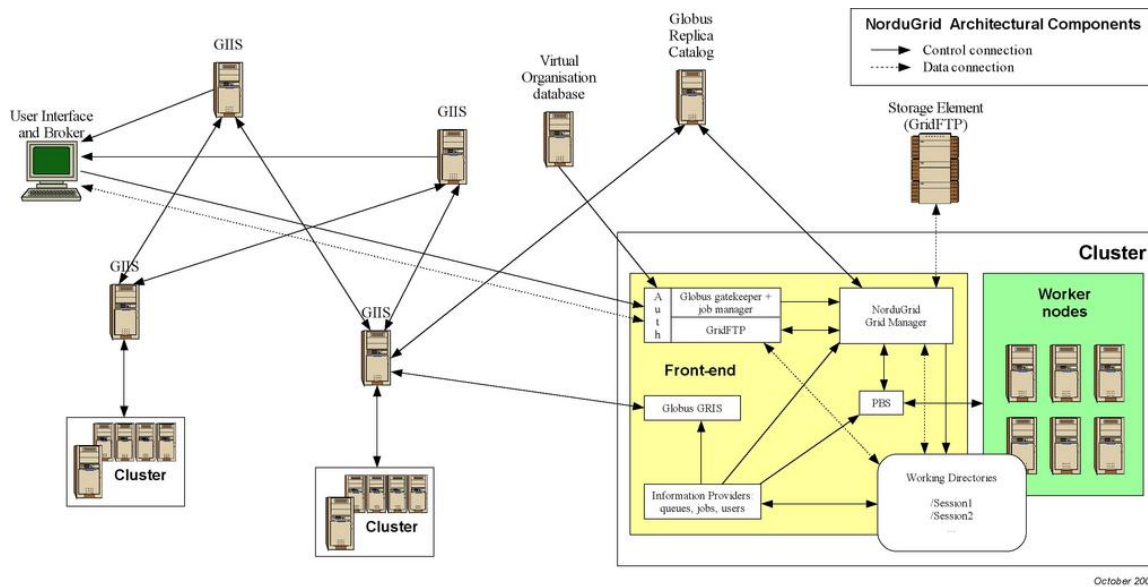 NorduGrid Architectural Components
Control connection
Data connection
GIIS
Globus
Replica
Catalog
Virtual
Organisation
database
GIIS
Storage Element
(GridFTP)
User Interface
and Broker
GIIS
GIIS
Cluster
Cluster
Cluster
Front-end
A
u
t
h
Globus gatekeeper +
job manager
GridFTP
NorduGrid
Grid Manager
Worker
nodes
PBS
Globus GRIS
Information Providers:
queues, jobs, users
Working Directories
/Session1
/Session2
...
October